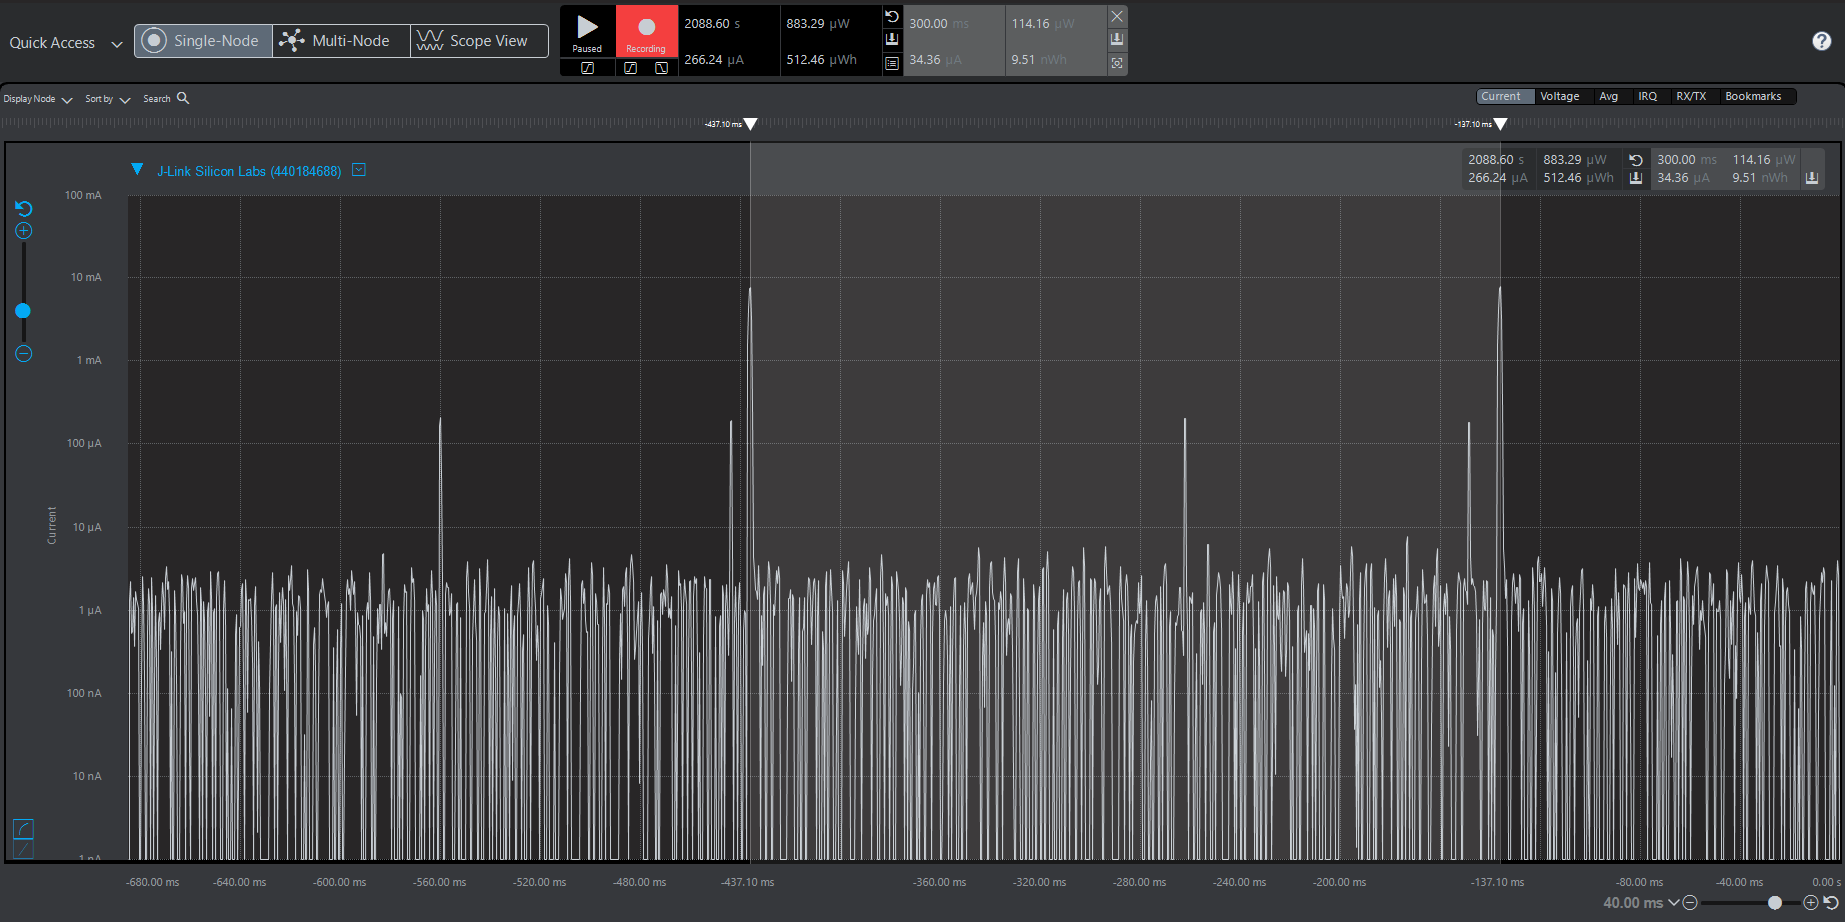 Quick Access Single-Node Multi-Node Scope View
Paused
Recording
2088.60 s 883.29 µW
266.24 µA 512.46 µWh
300.00 ms 114.16 µW
34.36 µA 9.51 nWh
Display Node Sort by Search
Current Voltage Avg IRQ RX/TX Bookmarks
-437.10 ms -137.10 ms
J-Link Silicon Labs (440184688)
2088.60 s 883.29 µW 300.00 ms 114.16 µW
266.24 µA 512.46 µWh 34.36 µA 9.51 nWh
100 mA
10 mA
1 mA
100 µA
10 µA
1 µA
100 nA
10 nA
1 nA
Current
-680.00 ms -640.00 ms -600.00 ms -560.00 ms -520.00 ms -480.00 ms -437.10 ms -360.00 ms -320.00 ms -280.00 ms -240.00 ms -200.00 ms -137.10 ms -80.00 ms -40.00 ms 0.00 s
40.00 ms